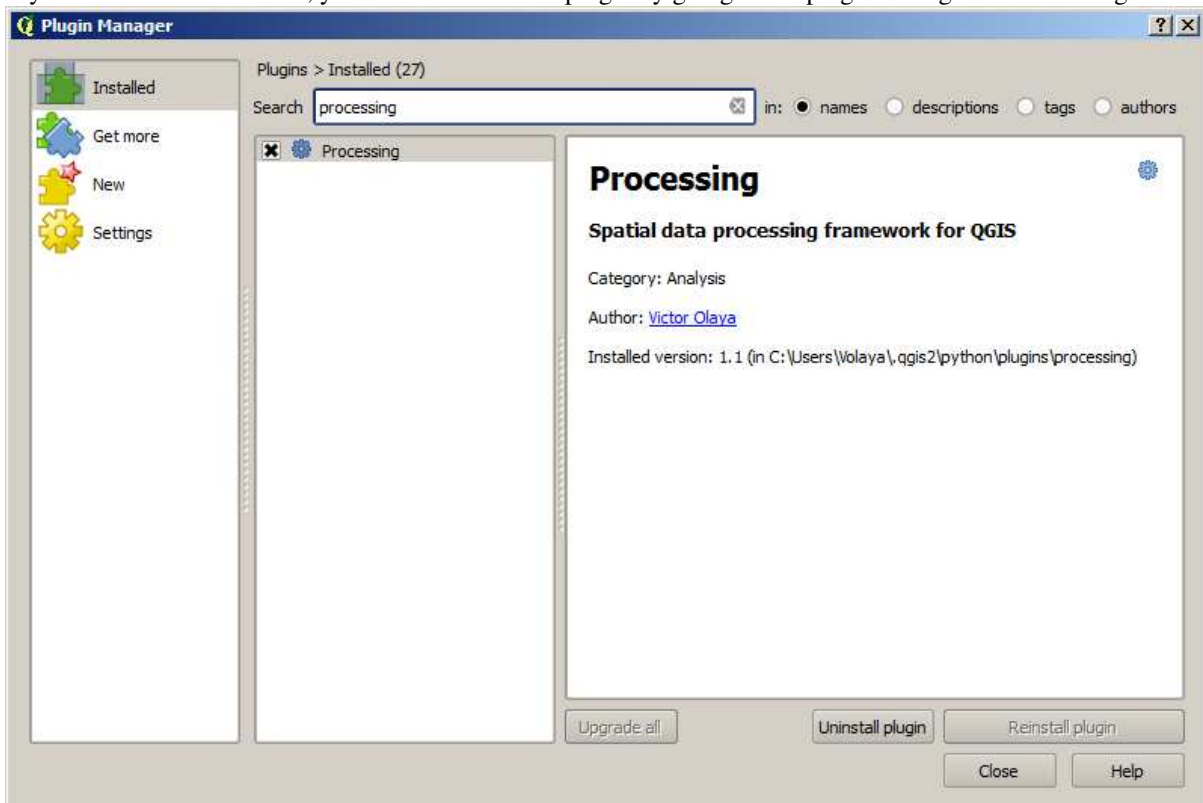 Plugin Manager
Installed
Get more
New
Settings
Plugins > Installed (27)
Search processing in: names descriptions tags authors
Processing
Processing
Spatial data processing framework for QGIS
Category: Analysis
Author: Victor Olaya
Installed version: 1.1 (in C:\Users\Volaya\.qgis2\python\plugins\processing)
Upgrade all Uninstall plugin Reinstall plugin
Close Help